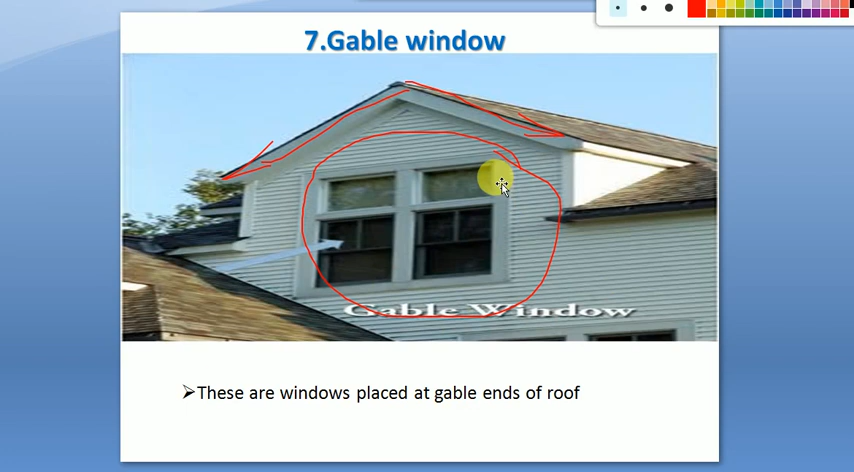 7.Gable window
Gable Window
➢These are windows placed at gable ends of roof